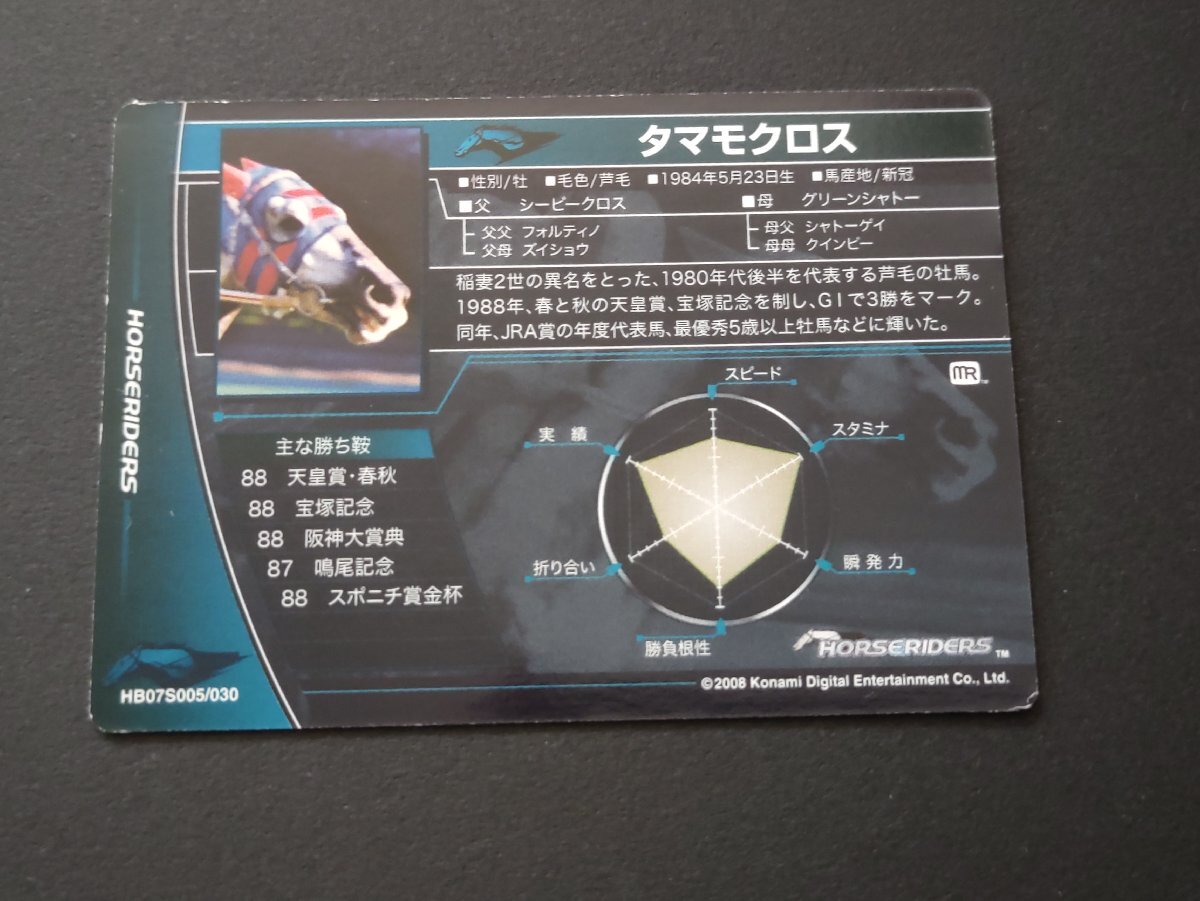 タマモクロス
■性別/牡 ■毛色/芦毛 ■1984年5月23日生 ■馬産地/新冠
■父 シービークロス ■母 グリーンシャトー
父父 フォルティノ 母父 シャトーゲイ
父母 ズイショウ 母母 クインビー
稲妻2世の異名をとった、1980年代後半を代表する芦毛の牡馬。
1988年、春と秋の天皇賞、宝塚記念を制し、GIで3勝をマーク。
同年、JRA賞の年度代表馬、最優秀5歳以上牡馬などに輝いた。
HORSERIDERS
MR
主な勝ち鞍
88 天皇賞・春秋
88 宝塚記念
88 阪神大賞典
87 鳴尾記念
88 スポニチ賞金杯
スピード
スタミナ
瞬発力
勝負根性
折り合い
実績
HORSERIDERS™
HB07S005/030
©2008 Konami Digital Entertainment Co., Ltd.